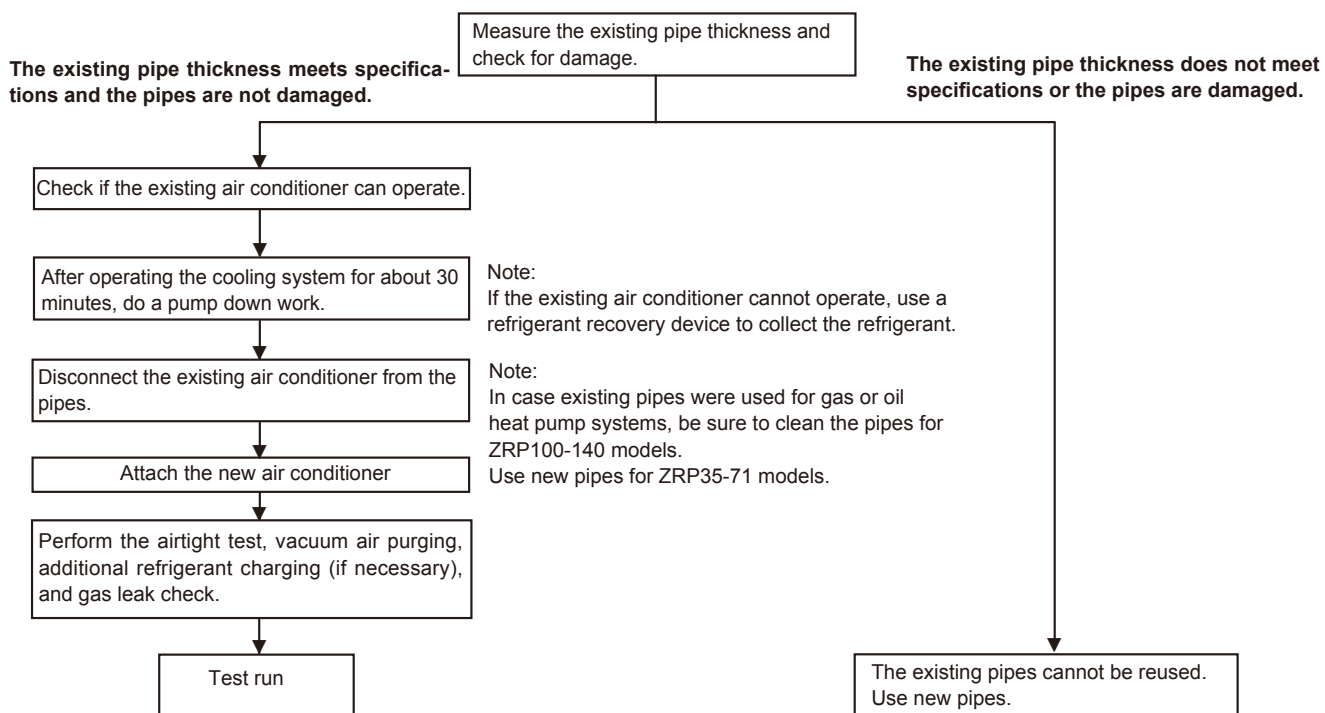 Measure the existing pipe thickness and
check for damage.
The existing pipe thickness meets specifica-
tions and the pipes are not damaged.
The existing pipe thickness does not meet
specifications or the pipes are damaged.
Check if the existing air conditioner can operate.
After operating the cooling system for about 30
minutes, do a pump down work.
Note:
If the existing air conditioner cannot operate, use a
refrigerant recovery device to collect the refrigerant.
Disconnect the existing air conditioner from the
pipes.
Note:
In case existing pipes were used for gas or oil
heat pump systems, be sure to clean the pipes for
ZRP100-140 models.
Use new pipes for ZRP35-71 models.
Attach the new air conditioner
Perform the airtight test, vacuum air purging,
additional refrigerant charging (if necessary),
and gas leak check.
Test run
The existing pipes cannot be reused.
Use new pipes.